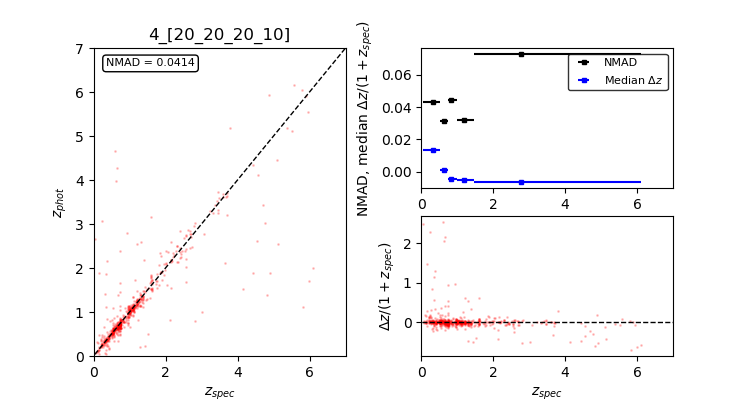 4_[20_20_20_10]
NMAD = 0.0414
7
6
5
4
3
2
1
0
z_phot
0 2 4 6
z_spec
NMAD, median Δz/(1 + z_spec)
0.06
0.04
0.02
0.00
NMAD
Median Δz
0 2 4 6
Δz/(1 + z_spec)
2
1
0
0 2 4 6
z_spec